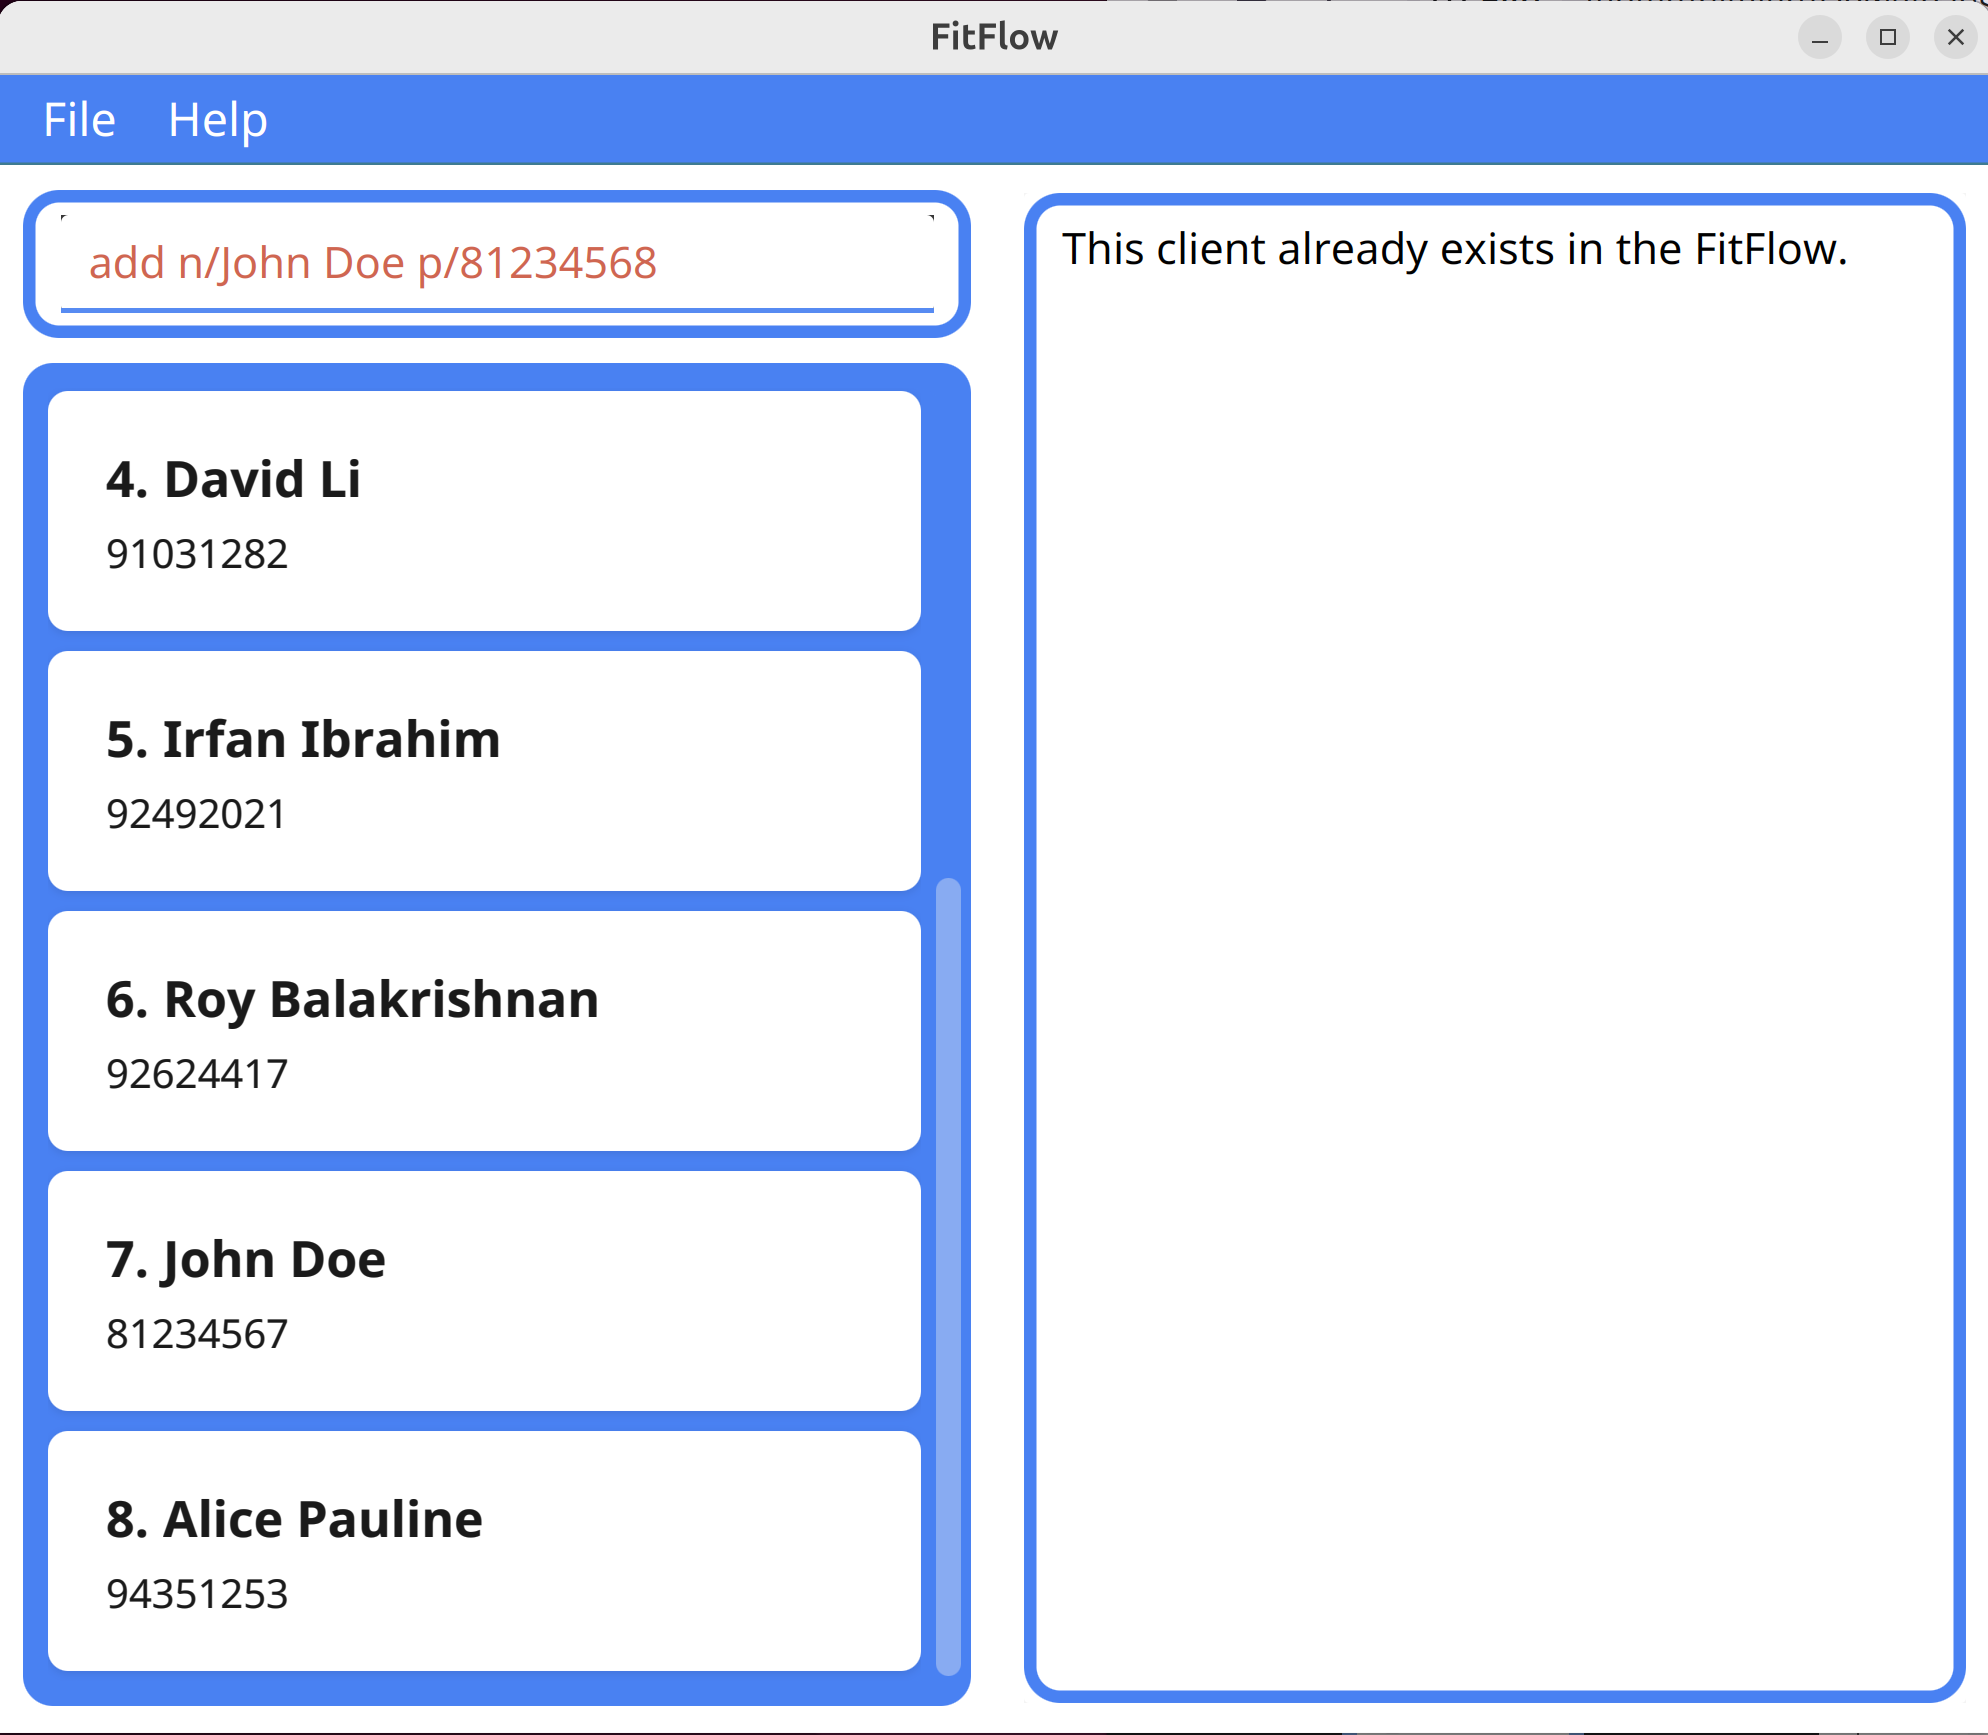 FitFlow
File Help
add n/John Doe p/81234568
This client already exists in the FitFlow.
4. David Li
91031282
5. Irfan Ibrahim
92492021
6. Roy Balakrishnan
92624417
7. John Doe
81234567
8. Alice Pauline
94351253